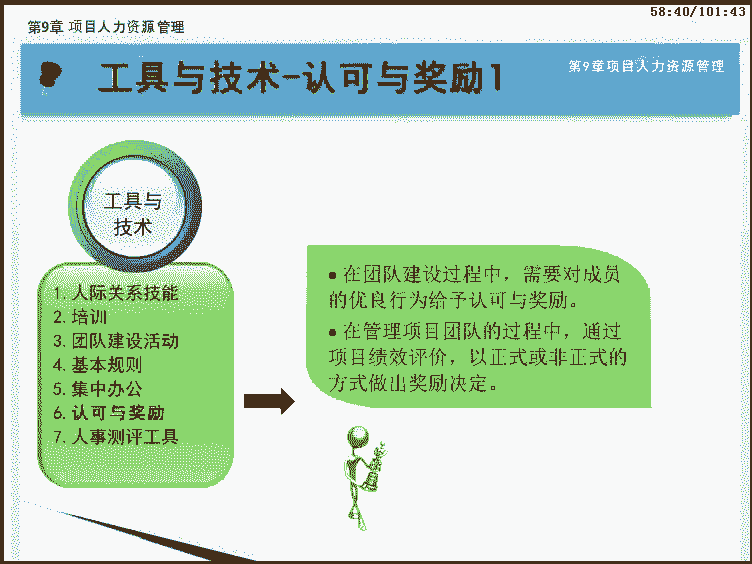 58:40/101:43
第9章 项目人力资源管理
工具与技术-认可与奖励1
第9章项目人力资源管理
工具与
技术
1. 人际关系技能
2. 培训
3. 团队建设活动
4. 基本规则
5. 集中办公
6. 认可与奖励
7. 人事测评工具
●在团队建设过程中，需要对成员
的优良行为给予认可与奖励。
●在管理项目团队的过程中，通过
项目绩效评价，以正式或非正式的
方式做出奖励决定。